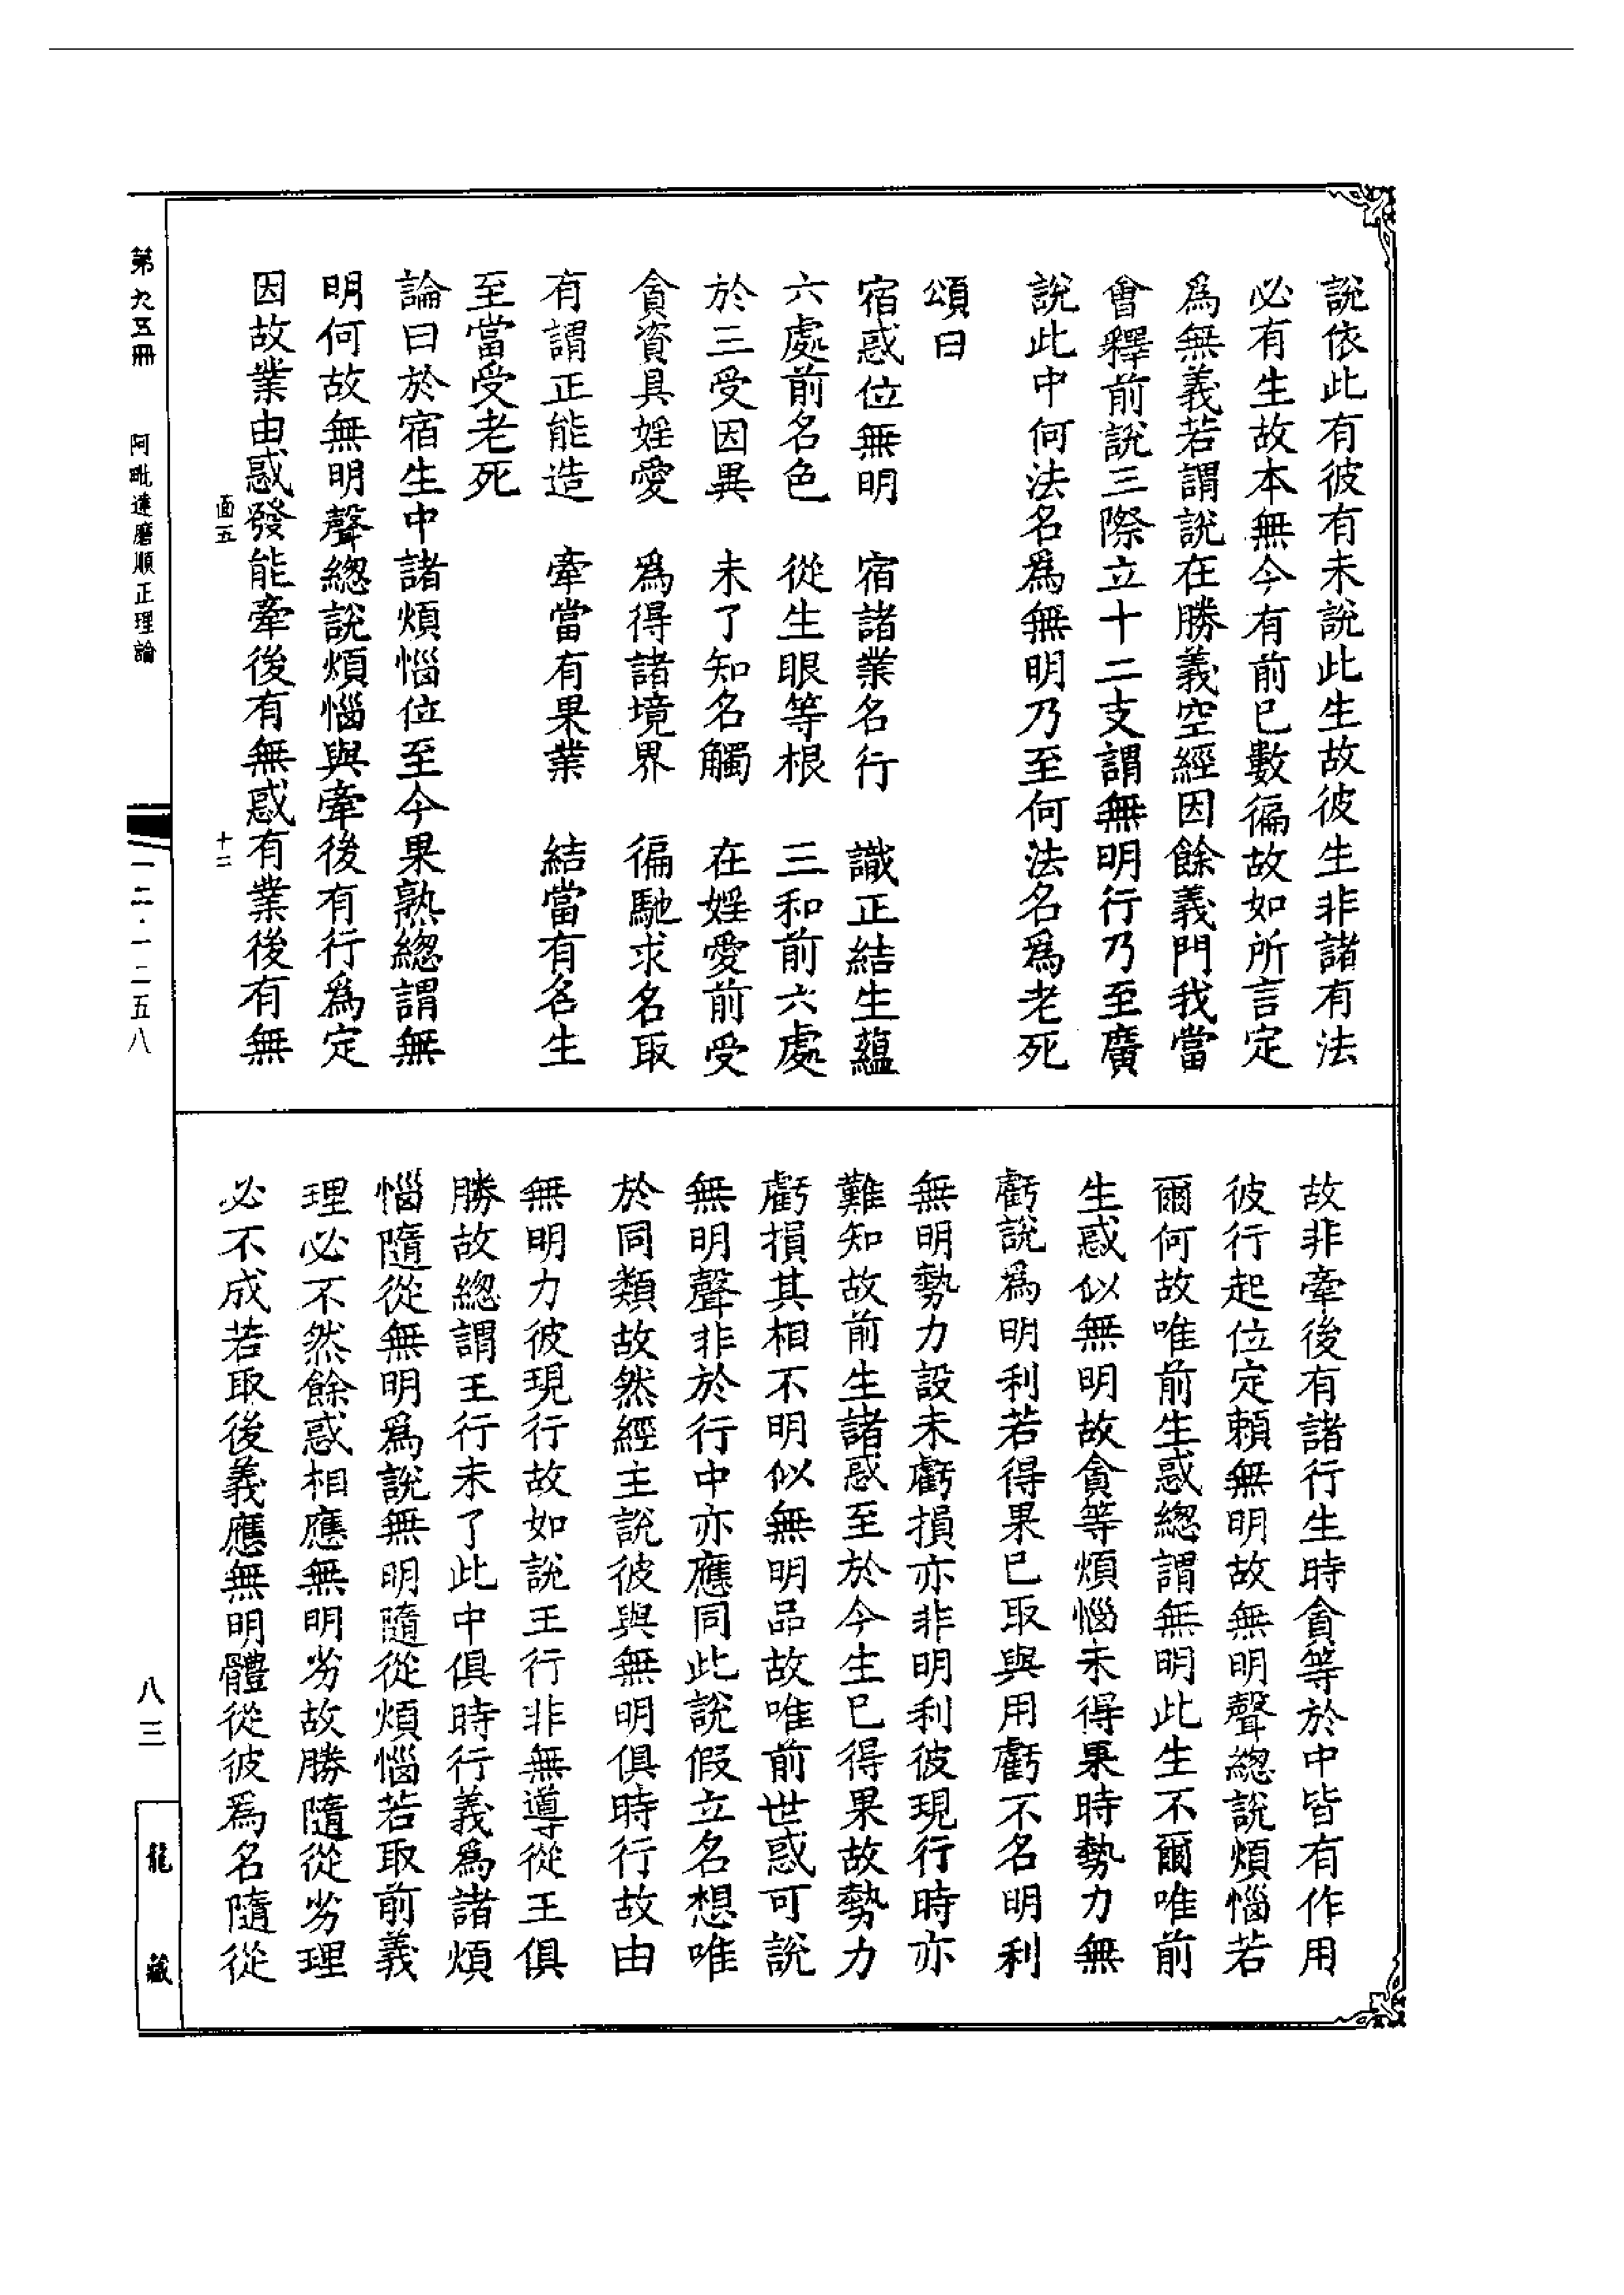 說依此有彼有未說此生故彼生非諸有法
必有生故本無今有前已數徧故如所言定
爲無義若謂說在勝義空經因餘義門我當
會釋前說三際立十二支謂無明行乃至廣
說此中何法名爲無明乃至何法名爲老死
頌曰
宿惑位無明　宿諸業名行　識正結生蘊
六處前名色　從生眼等根　三和前六處
於三受因異　未了知名觸　在婬愛前受
貪資具婬愛　爲得諸境界　徧馳求名取
有謂正能造　牽當有果業　結當有名生
至當受老死
論曰於宿生中諸煩惱位至今果熟總謂無
明何故無明聲總說煩惱與牽後有行爲定
因故業由惑發能牽後有無惑有業後有無
面五　十二
故非牽後有諸行生時貪等於中皆有作用
彼行起位定賴無明故無明聲總說煩惱若
爾何故唯前生惑總謂無明此生不爾唯前
生惑似無明故貪等煩惱未得果時勢力無
虧說爲明利若得果已取與用虧不名明利
無明勢力設未虧損亦非明利彼現行時亦
難知故前生諸惑至於今生已得果故勢力
虧損其相不明似無明品故唯前世惑可說
無明聲非於行中亦應同此說假立名想唯
於同類故然經主說彼與無明俱時行故由
無明力彼現行故如說王行非無導從王俱
勝故總謂王行未了此中俱時行義爲諸煩
惱隨從無明爲說無明隨從煩惱若取前義
理必不然餘惑相應無明劣故勝隨從劣理
必不成若取後義應無明體從彼爲名隨從
第九五冊　阿毗達磨順正理論
一二·一二五八
八三
龍藏